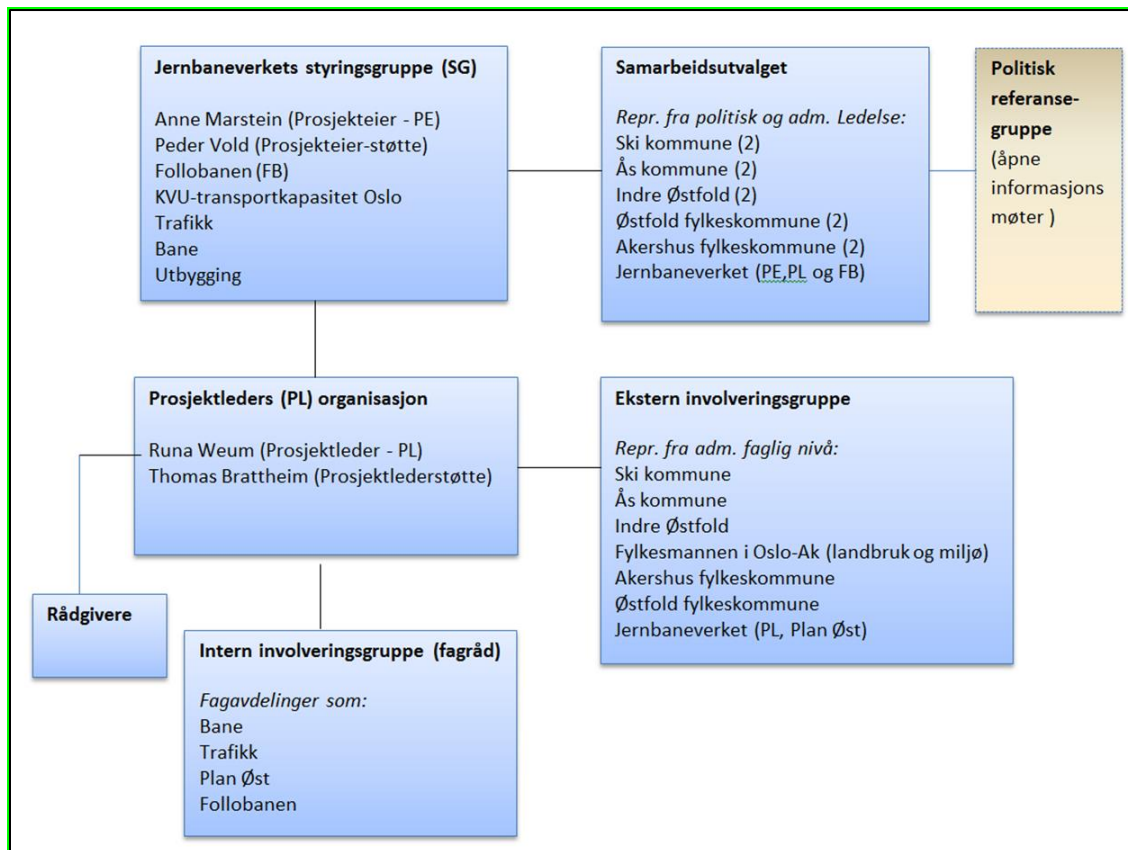 Jernbaneverkets styringsgruppe (SG)
Anne Marstein (Prosjekteier - PE)
Peder Vold (Prosjekteier-støtte)
Follobanen (FB)
KVU-transportkapasitet Oslo
Trafikk
Bane
Utbygging
Samarbeidsutvalget
Repr. fra politisk og adm. Ledelse:
Ski kommune (2)
Ås kommune (2)
Indre Østfold (2)
Østfold fylkeskommune (2)
Akershus fylkeskommune (2)
Jernbaneverket (PE,PL og FB)
Politisk
referanse-
gruppe
(åpne
informasjons
møter )
Prosjektleders (PL) organisasjon
Runa Weum (Prosjektleder - PL)
Thomas Brattheim (Prosjektlederstøtte)
Ekstern involveringsgruppe
Repr. fra adm. faglig nivå:
Ski kommune
Ås kommune
Indre Østfold
Fylkesmannen i Oslo-Ak (landbruk og miljø)
Akershus fylkeskommune
Østfold fylkeskommune
Jernbaneverket (PL, Plan Øst)
Rådgivere
Intern involveringsgruppe (fagråd)
Fagavdelinger som:
Bane
Trafikk
Plan Øst
Follobanen